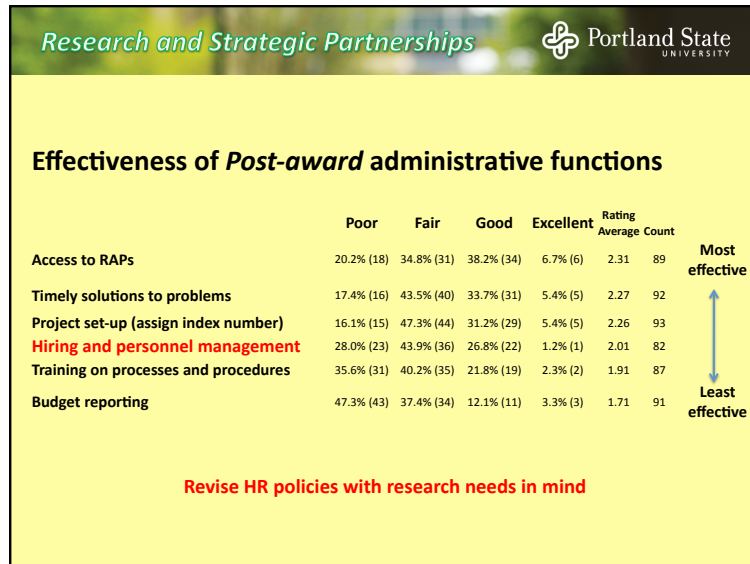 Research and Strategic Partnerships
Portland State
UNIVERSITY
Effectiveness of Post-award administrative functions
Poor Fair Good Excellent Rating Average Count
Access to RAPs 20.2% (18) 34.8% (31) 38.2% (34) 6.7% (6) 2.31 89
Most effective
Timely solutions to problems 17.4% (16) 43.5% (40) 33.7% (31) 5.4% (5) 2.27 92
Project set-up (assign index number) 16.1% (15) 47.3% (44) 31.2% (29) 5.4% (5) 2.26 93
Hiring and personnel management 28.0% (23) 43.9% (36) 26.8% (22) 1.2% (1) 2.01 82
Training on processes and procedures 35.6% (31) 40.2% (35) 21.8% (19) 2.3% (2) 1.91 87
Budget reporting 47.3% (43) 37.4% (34) 12.1% (11) 3.3% (3) 1.71 91
Least effective
Revise HR policies with research needs in mind